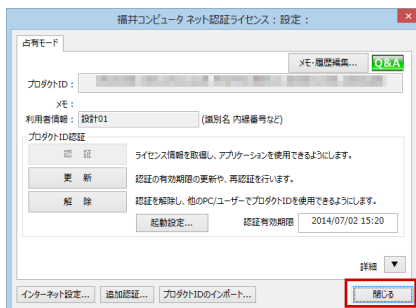 福井コンピュータ ネット認証ライセンス：設定：
×
占有モード
メモ・履歴編集... Q&A
プロダクトID：
メモ：
利用者情報： 設計01 (識別名 内線番号など)
プロダクトID認証
認 証 ライセンス情報を取得し、アプリケーションを使用できるようにします。
更 新 認証の有効期限の更新や、再認証を行います。
解 除 認証を解除し、他のPC/ユーザーでプロダクトIDを使用できるようにします。
起動設定... 認証有効期限 2014/07/02 15:20
詳細 ▼
インターネット設定... 追加認証... プロダクトIDのインポート... 閉じる